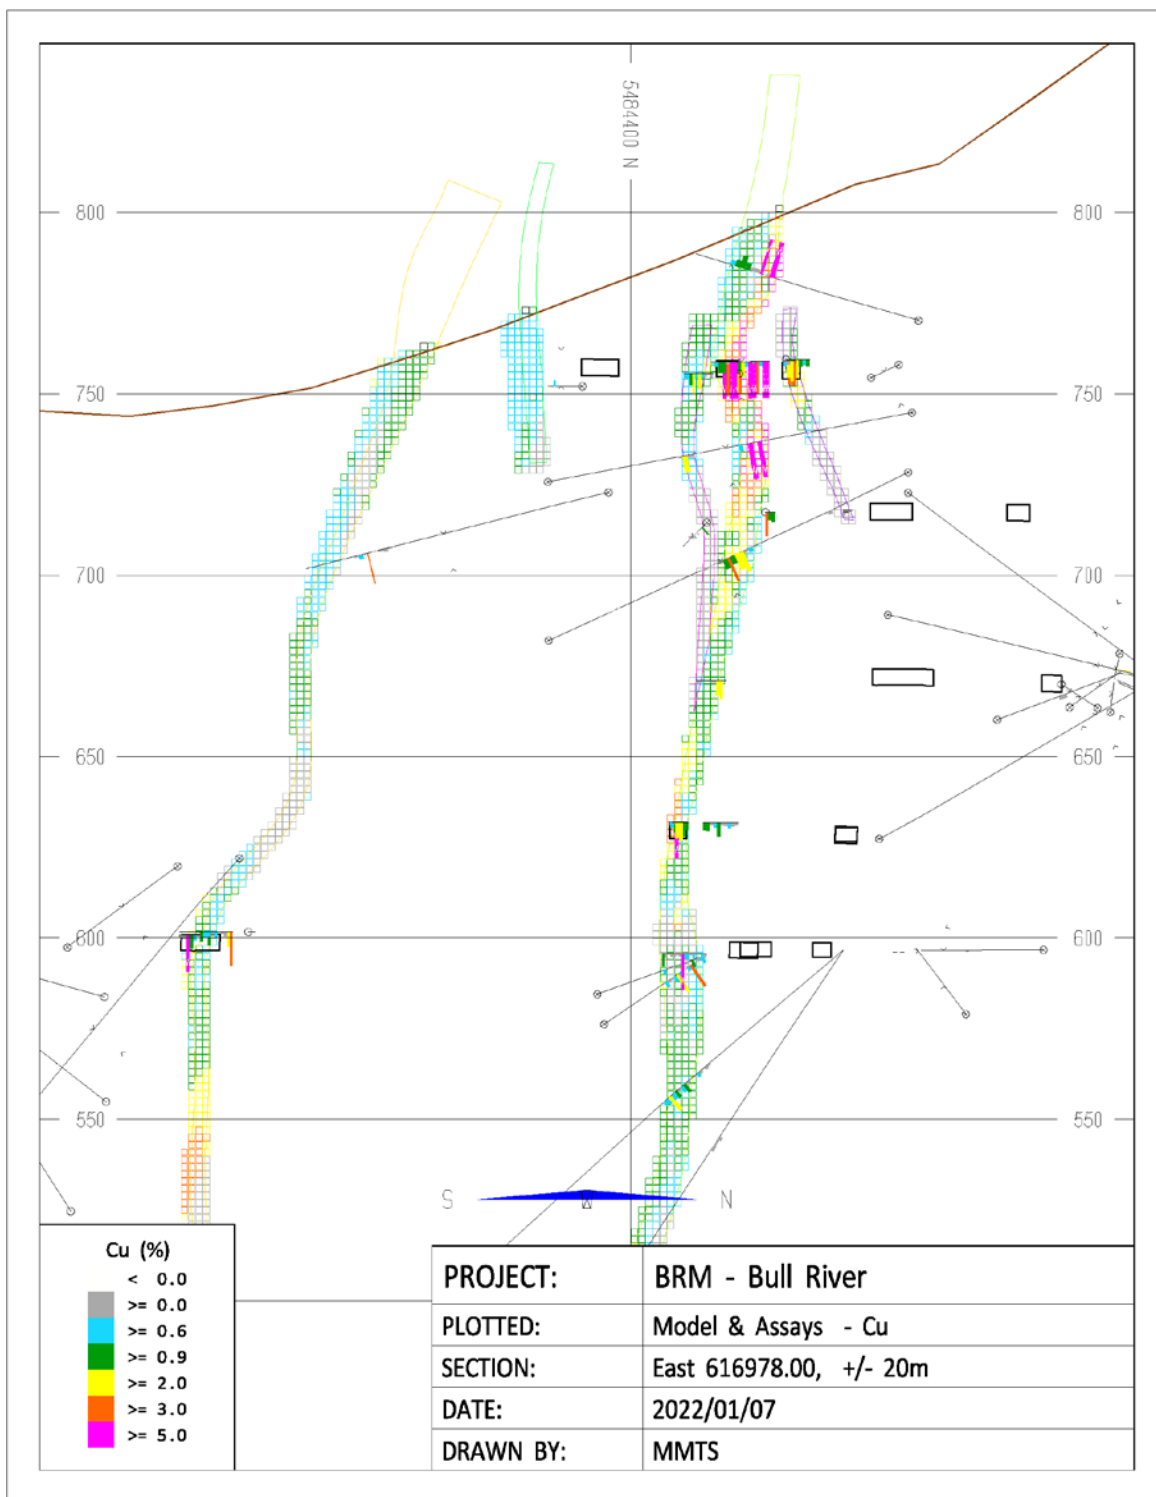 5484400 N
800 800
750 750
700 700
650 650
600 600
550 550
S W N
Cu (%)
< 0.0
>= 0.0
>= 0.6
>= 0.9
>= 2.0
>= 3.0
>= 5.0
PROJECT: BRM - Bull River
PLOTTED: Model & Assays - Cu
SECTION: East 616978.00, +/- 20m
DATE: 2022/01/07
DRAWN BY: MMTS